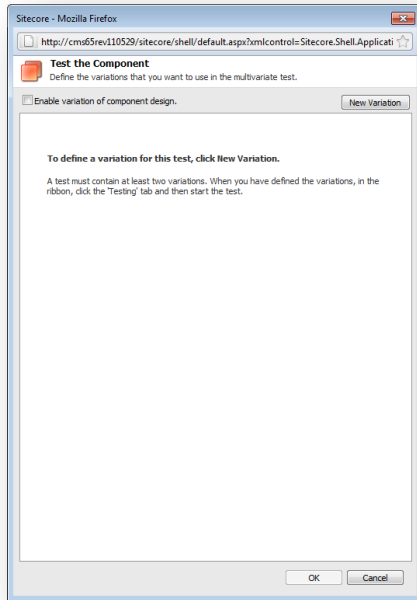 Sitecore - Mozilla Firefox
http://cms65rev110529/sitecore/shell/default.aspx?xmlcontrol=Sitecore.Shell.Applicati
Test the Component
Define the variations that you want to use in the multivariate test.
Enable variation of component design.
New Variation
To define a variation for this test, click New Variation.
A test must contain at least two variations. When you have defined the variations, in the
ribbon, click the 'Testing' tab and then start the test.
OK
Cancel